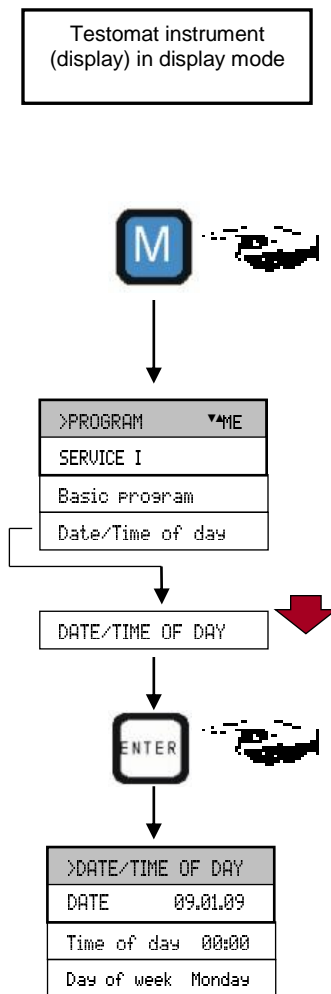 Testomat instrument
(display) in display mode
M
>PROGRAM ▼▲ME
SERVICE I
Basic program
Date/Time of day
DATE/TIME OF DAY
ENTER
>DATE/TIME OF DAY
DATE 09.01.09
Time of day 00:00
Day of week Monday